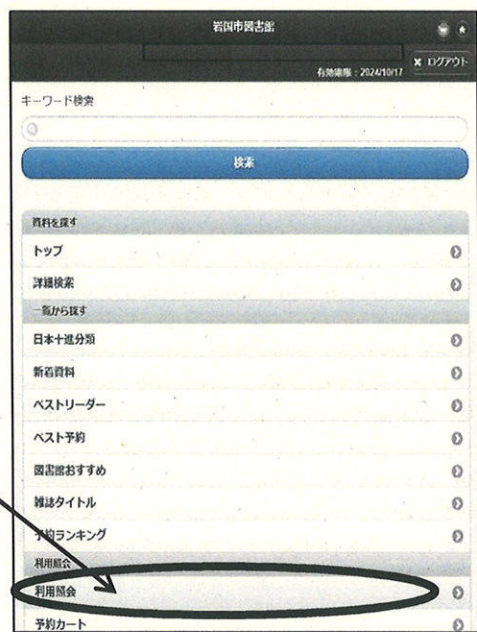 岩国市図書館
有効期限：2024/10/17
× ログアウト
キーワード検索
検索
資料を探す
トップ
詳細検索
一覧から探す
日本十進分類
新着資料
ベストリーダー
ベスト予約
図書館おすすめ
雑誌タイトル
予約ランキング
利用照会
利用照会
予約カート